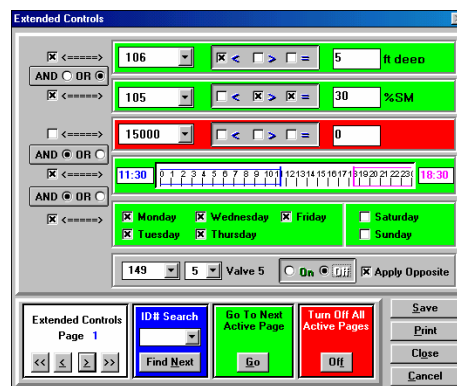 Extended Controls
<=====> 106 < > = 5 ft deep
AND OR
<=====> 105 < > = 30 %SM
<=====> 15000 < > = 0
AND OR
<=====> 11:30 0 1 2 3 4 5 6 7 8 9 10 11 12 13 14 15 16 17 18 19 20 21 22 23 18:30
AND OR
<=====> Monday Wednesday Friday Saturday
Tuesday Thursday Sunday
149 5 Valve 5 On Off Apply Opposite
Extended Controls
Page 1
<< < > >>
ID# Search
Find Next
Go To Next
Active Page
Go
Turn Off All
Active Pages
Off
Save
Print
Close
Cancel